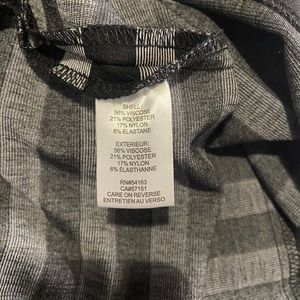 SHELL
56% VISCOSE
21% POLYESTER
17% NYLON
6% ELASTANE
EXTERIEUR:
56% VISCOSE
21% POLYESTER
17% NYLON
6% ELASTHANNE
RN#54163
CA#57151
CARE ON REVERSE
ENTRETIEN AU VERSO